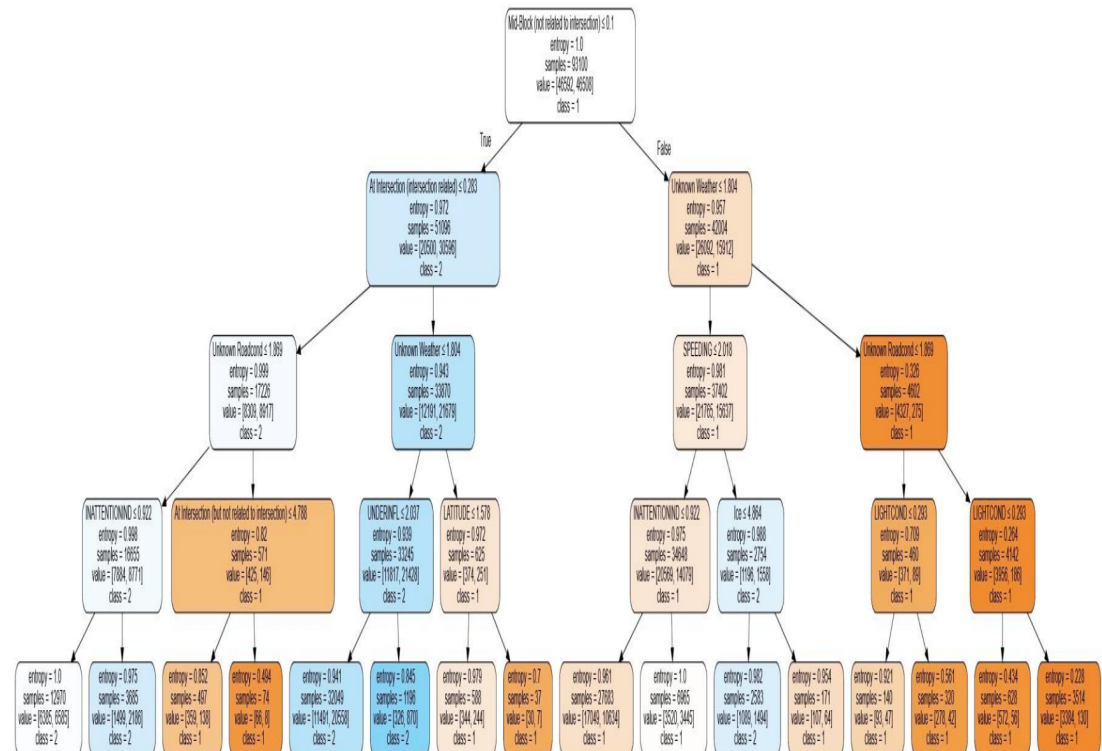 Mid-Block (not related to intersection) ≤ 0.1
entropy = 1.0
samples = 93100
value = [46592, 46508]
class = 1
True
False
At Intersection (intersection related) ≤ 0.283
entropy = 0.972
samples = 51096
value = [20500, 30596]
class = 2
Unknown Weather ≤ 1.804
entropy = 0.957
samples = 42004
value = [26092, 15912]
class = 1
Unknown Roadcond ≤ 1.869
entropy = 0.999
samples = 17226
value = [8309, 8917]
class = 2
Unknown Weather ≤ 1.804
entropy = 0.943
samples = 33870
value = [12191, 21679]
class = 2
SPEEDING ≤ 2.018
entropy = 0.981
samples = 37402
value = [21765, 15637]
class = 1
Unknown Roadcond ≤ 1.869
entropy = 0.326
samples = 4602
value = [4327, 275]
class = 1
INATTENTIONIND ≤ 0.922
entropy = 0.998
samples = 16655
value = [7884, 8771]
class = 2
At Intersection (but not related to intersection) ≤ 4.788
entropy = 0.82
samples = 571
value = [425, 146]
class = 1
UNDERINFL ≤ 2.037
entropy = 0.939
samples = 33245
value = [11817, 21428]
class = 2
LATITUDE ≤ 1.578
entropy = 0.972
samples = 625
value = [374, 251]
class = 1
INATTENTIONIND ≤ 0.922
entropy = 0.975
samples = 34648
value = [20569, 14079]
class = 1
Ice ≤ 4.864
entropy = 0.988
samples = 2754
value = [1196, 1558]
class = 2
LIGHTCOND ≤ 0.293
entropy = 0.709
samples = 460
value = [371, 89]
class = 1
LIGHTCOND ≤ 0.293
entropy = 0.264
samples = 4142
value = [3956, 186]
class = 1
entropy = 1.0
samples = 12970
value = [6385, 6585]
class = 2
entropy = 0.975
samples = 3685
value = [1499, 2186]
class = 2
entropy = 0.852
samples = 497
value = [359, 138]
class = 1
entropy = 0.494
samples = 74
value = [66, 8]
class = 1
entropy = 0.941
samples = 32049
value = [11491, 20558]
class = 2
entropy = 0.845
samples = 1196
value = [326, 870]
class = 2
entropy = 0.979
samples = 588
value = [344, 244]
class = 1
entropy = 0.7
samples = 37
value = [30, 7]
class = 1
entropy = 0.961
samples = 27683
value = [17049, 10634]
class = 1
entropy = 1.0
samples = 6965
value = [3520, 3445]
class = 1
entropy = 0.982
samples = 2583
value = [1089, 1494]
class = 2
entropy = 0.954
samples = 171
value = [107, 64]
class = 1
entropy = 0.921
samples = 140
value = [93, 47]
class = 1
entropy = 0.561
samples = 320
value = [278, 42]
class = 1
entropy = 0.434
samples = 628
value = [572, 56]
class = 1
entropy = 0.228
samples = 3514
value = [3384, 130]
class = 1